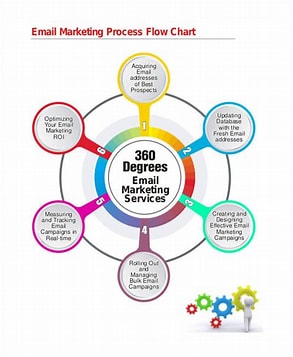 Email Marketing Process Flow Chart
Acquiring
Email
addresses
of Best
Prospects
1
Updating
Database
with the
Fresh Email
addresses
2
Creating and
Designing
Effective Email
Marketing
Campaigns
3
Rolling Out
and
Managing
Bulk Email
Campaigns
4
Measuring
and Tracking
Email
Campaigns in
Real-time
5
Optimizing
Your Email
Marketing
ROI
6
360
Degrees
Email
Marketing
Services